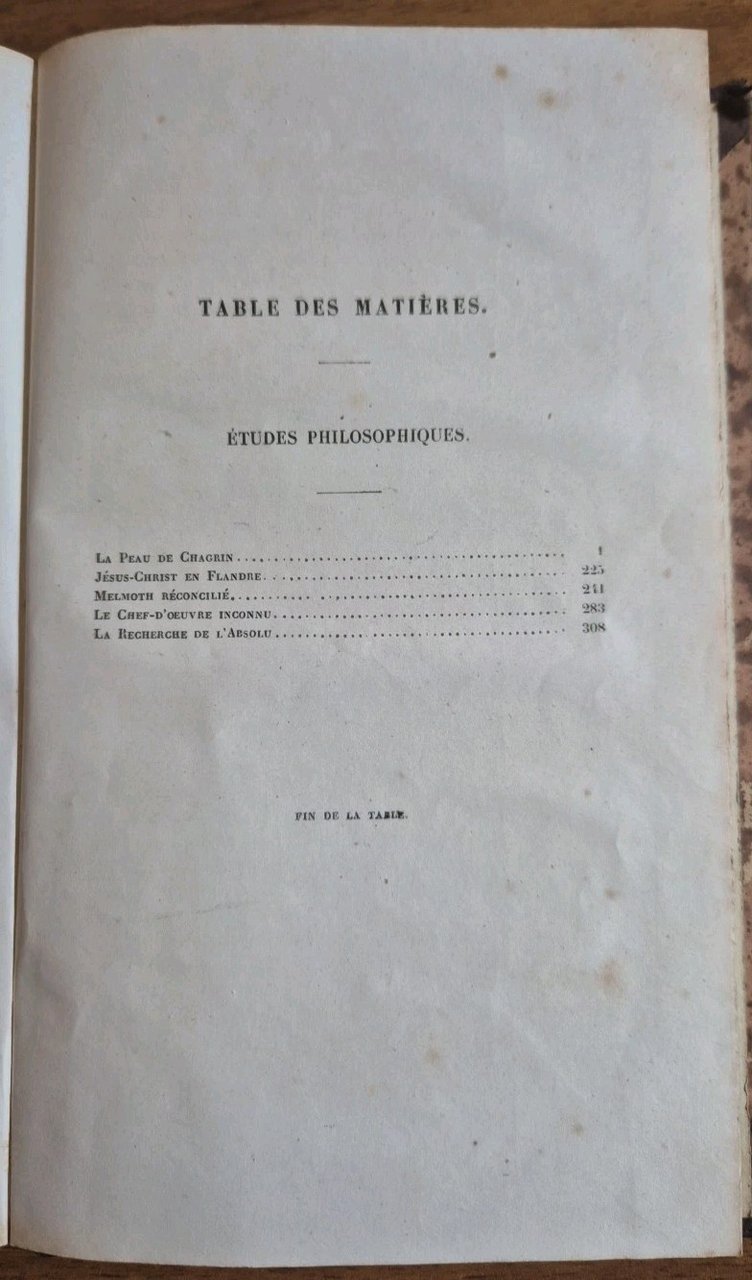 TABLE DES MATIÈRES.
ÉTUDES PHILOSOPHIQUES.
LA PEAU DE CHAGRIN 1
JÉSUS-CHRIST EN FLANDRE 225
MELMOTH RÉCONCILIÉ 241
LE CHEF-D'OEUVRE INCONNU 283
LA RECHERCHE DE L'ABSOLU 308
FIN DE LA TABLE.